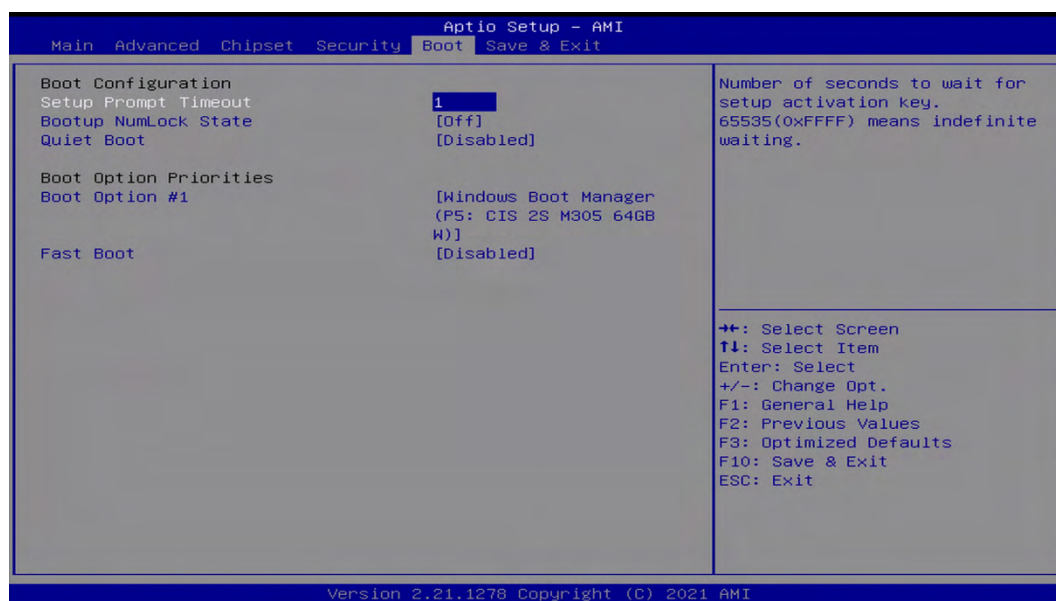 Aptio Setup – AMI
Main Advanced Chipset Security Boot Save & Exit
Boot Configuration
Setup Prompt Timeout 1
Bootup NumLock State [Off]
Quiet Boot [Disabled]
Boot Option Priorities
Boot Option #1 [Windows Boot Manager
(P5: CIS 2S M305 64GB
W)]
Fast Boot [Disabled]
Number of seconds to wait for
setup activation key.
65535(0xFFFF) means indefinite
waiting.
→←: Select Screen
↑↓: Select Item
Enter: Select
+/-: Change Opt.
F1: General Help
F2: Previous Values
F3: Optimized Defaults
F10: Save & Exit
ESC: Exit
Version 2.21.1278 Copyright (C) 2021 AMI